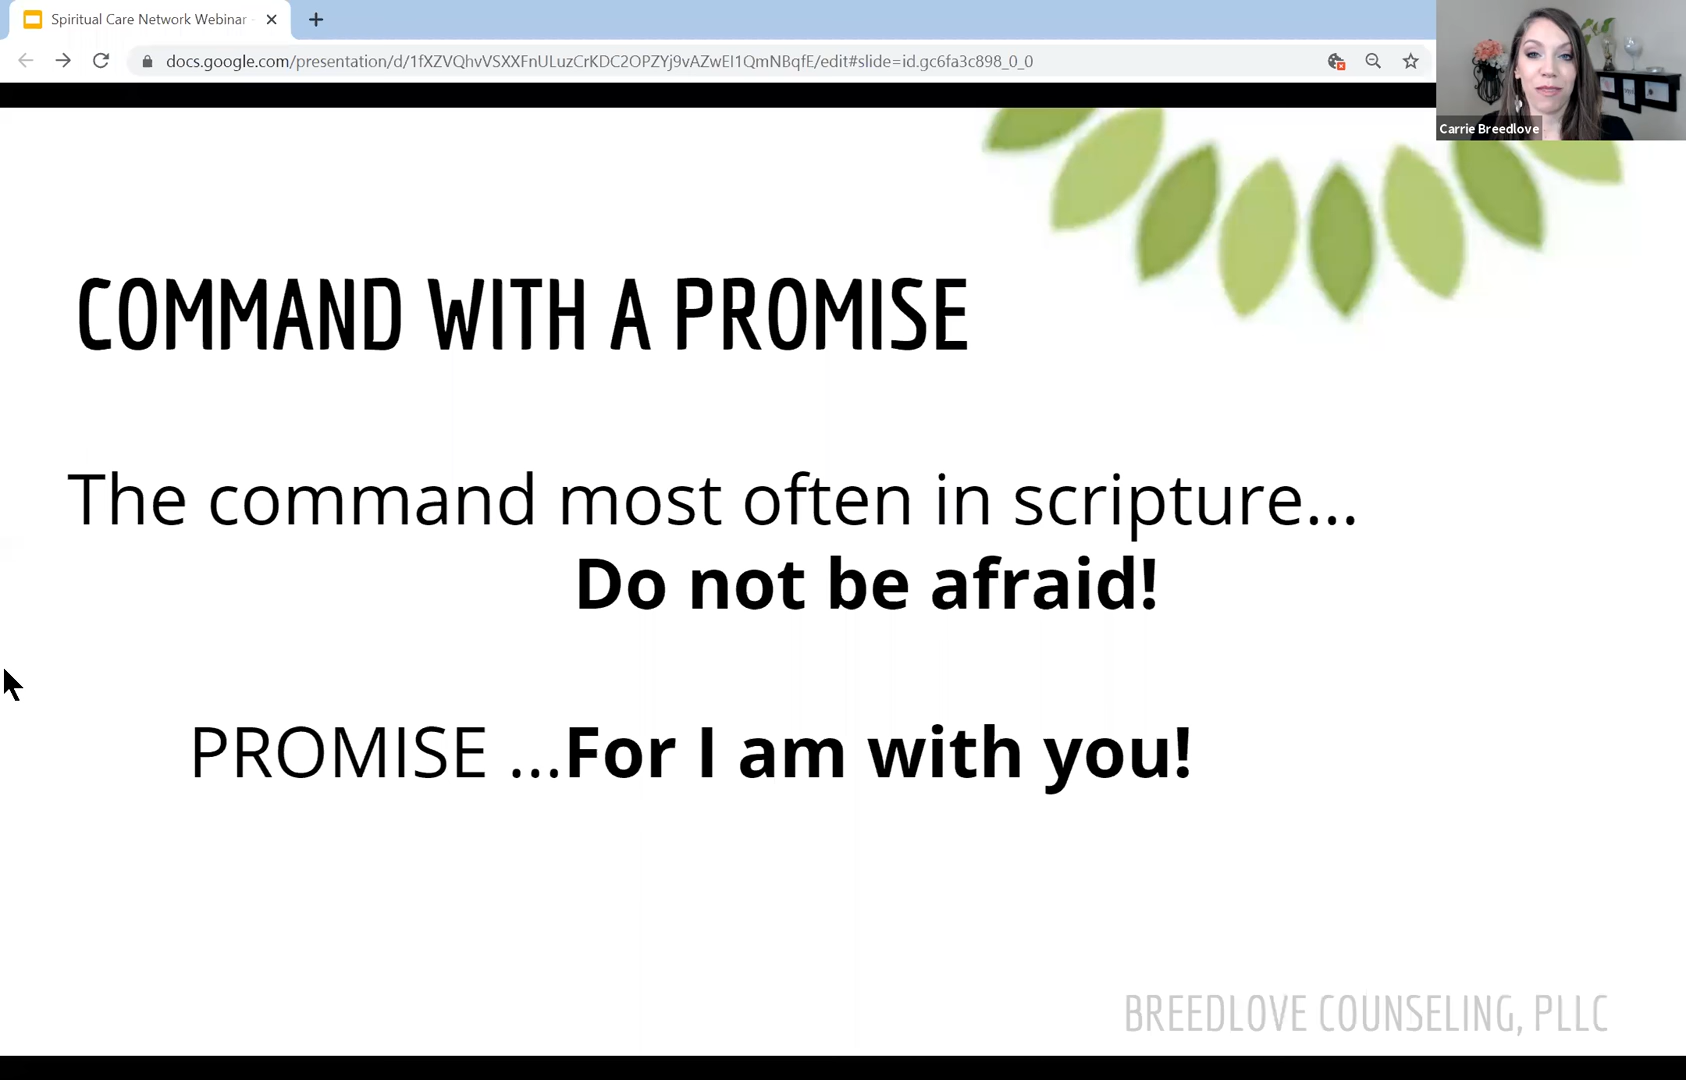 Spiritual Care Network Webinar
docs.google.com/presentation/d/1fXZVQhvVSXXFnULuzCrKDC2OPZYj9vAZwEI1QmNBqfE/edit#slide=id.gc6fa3c898_0_0
Carrie Breedlove
COMMAND WITH A PROMISE
The command most often in scripture...
Do not be afraid!
PROMISE ...For I am with you!
BREEDLOVE COUNSELING, PLLC